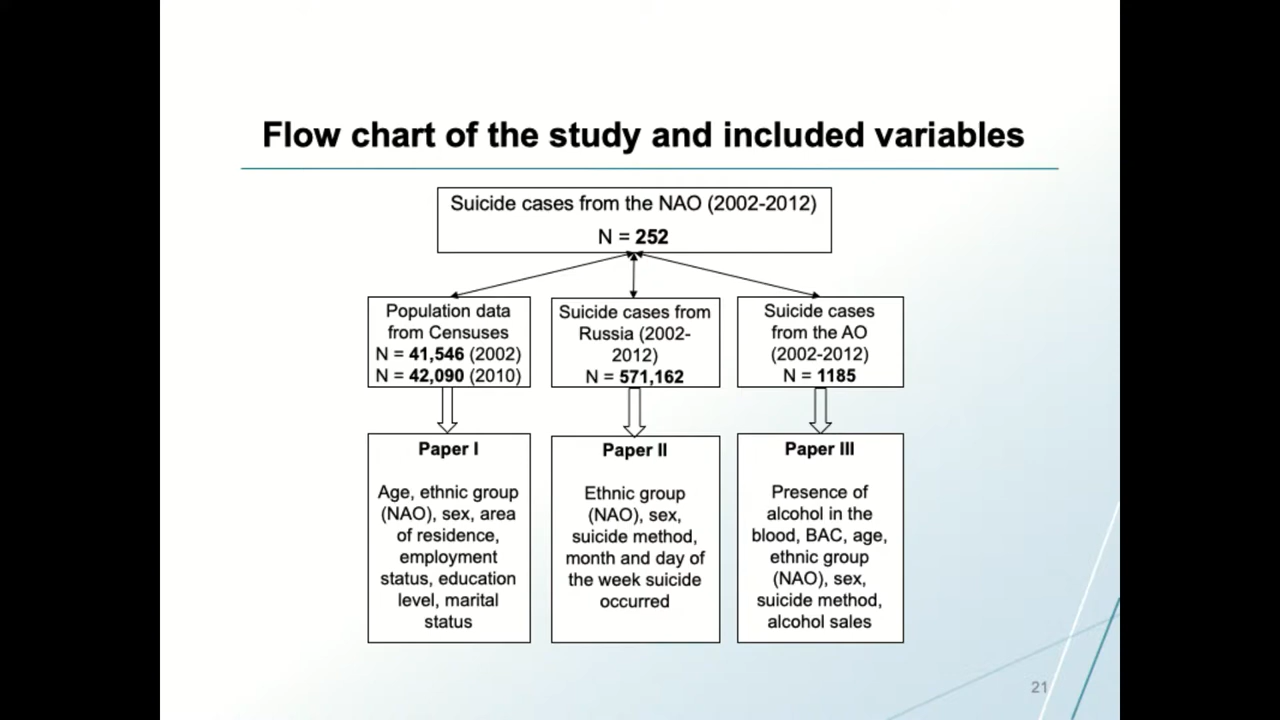 Flow chart of the study and included variables
Suicide cases from the NAO (2002-2012)
N = 252
Population data
from Censuses
N = 41,546 (2002)
N = 42,090 (2010)
Suicide cases from
Russia (2002-
2012)
N = 571,162
Suicide cases
from the AO
(2002-2012)
N = 1185
Paper I
Age, ethnic group
(NAO), sex, area
of residence,
employment
status, education
level, marital
status
Paper II
Ethnic group
(NAO), sex,
suicide method,
month and day of
the week suicide
occurred
Paper III
Presence of
alcohol in the
blood, BAC, age,
ethnic group
(NAO), sex,
suicide method,
alcohol sales
21